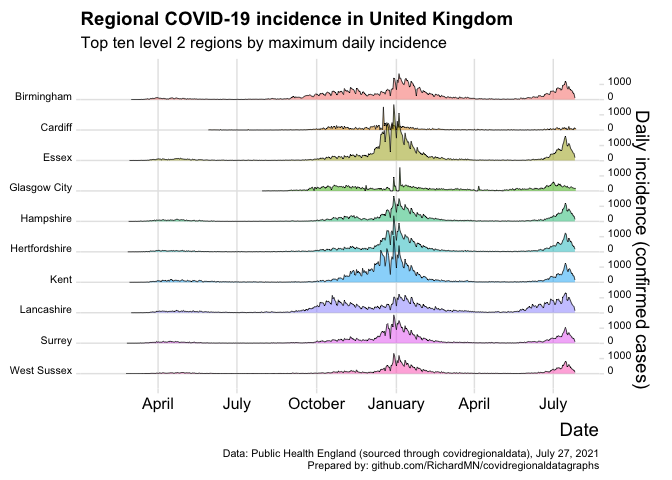 Regional COVID-19 incidence in United Kingdom
Top ten level 2 regions by maximum daily incidence
Birmingham
1000
0
Cardiff
1000
0
Essex
1000
0
Glasgow City
1000
0
Hampshire
1000
0
Hertfordshire
1000
0
Kent
1000
0
Lancashire
1000
0
Surrey
1000
0
West Sussex
1000
0
Daily incidence (confirmed cases)
April
July
October
January
April
July
Date
Data: Public Health England (sourced through covidregionaldata), July 27, 2021
Prepared by: github.com/RichardMN/covidregionaldatagraphs